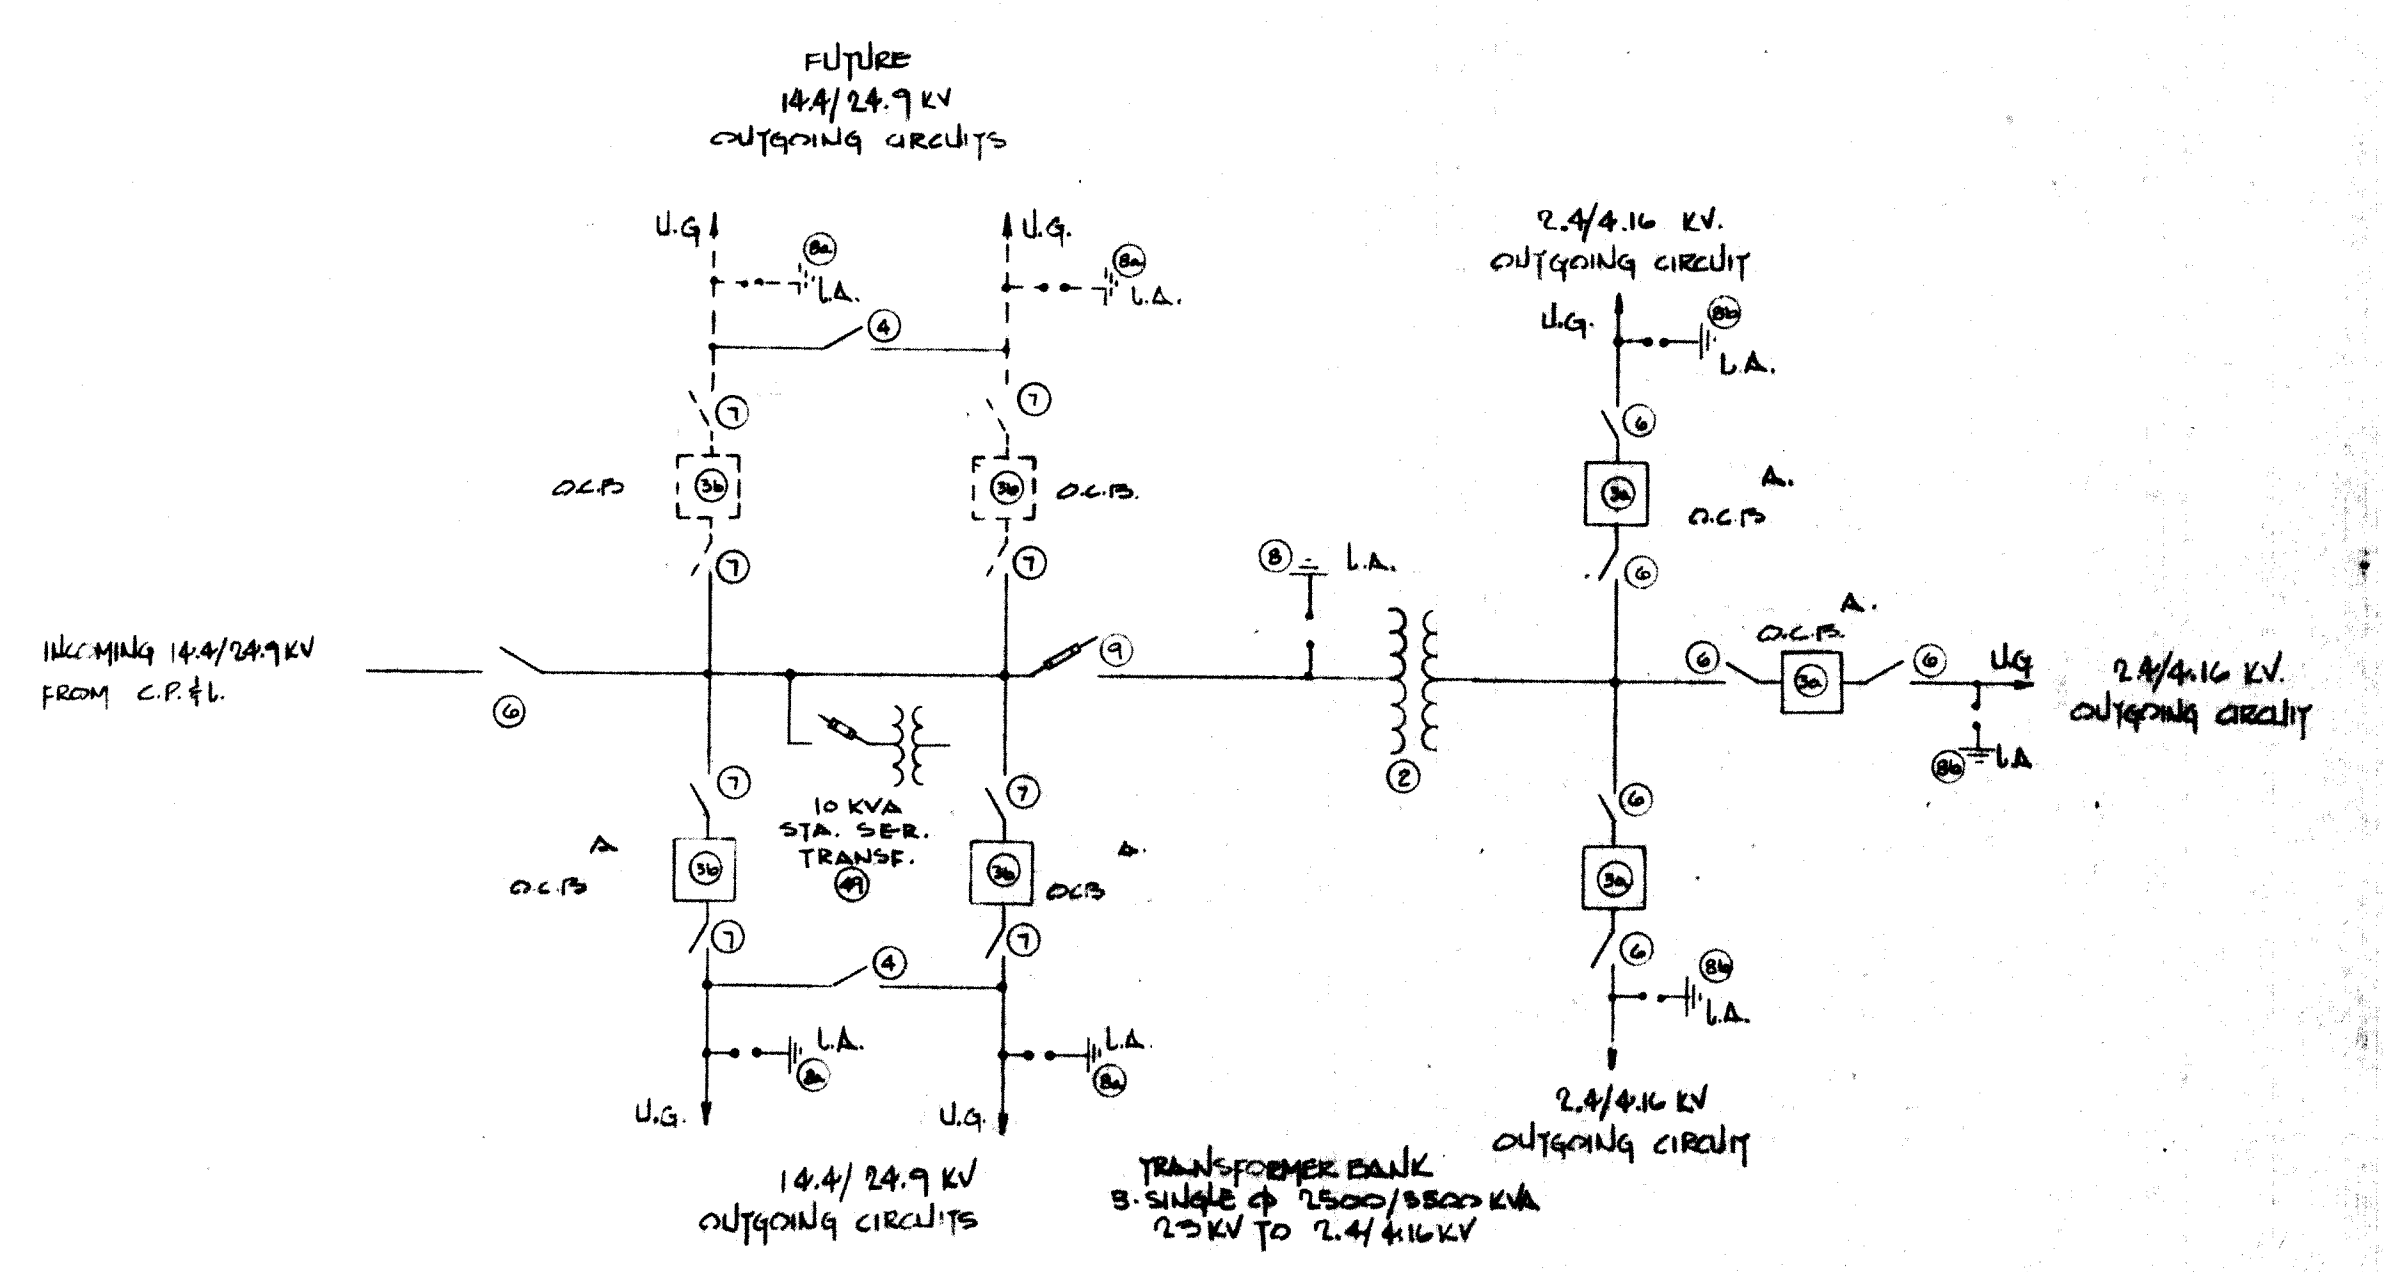 FUTURE
14.4/24.9 KV
OUTGOING CIRCUITS
U.G
8a
L.A.
U.G.
8a
L.A.
4
7
7
O.C.B
3b
3b
O.C.B.
7
7
2.4/4.16 KV.
OUTGOING CIRCUIT
U.G.
8b
L.A.
6
3a
A.
O.C.B
6
8
L.A.
INCOMING 14.4/24.9 KV
FROM C.P. & L.
6
9
2
A.
O.C.B.
6
3a
6
U.G
8b
L.A
2.4/4.16 KV.
OUTGOING CIRCUIT
7
7
10 KVA
STA. SER.
TRANSF.
49
A
O.C.B
3b
3b
A.
OCB
7
7
4
L.A.
8a
L.A.
8a
U.G.
U.G.
14.4/24.9 KV
OUTGOING CIRCUITS
6
3a
6
8b
L.A.
2.4/4.16 KV
OUTGOING CIRCUIT
TRANSFORMER BANK
3-SINGLE Φ 2500/3500 KVA
23 KV TO 2.4/4.16 KV